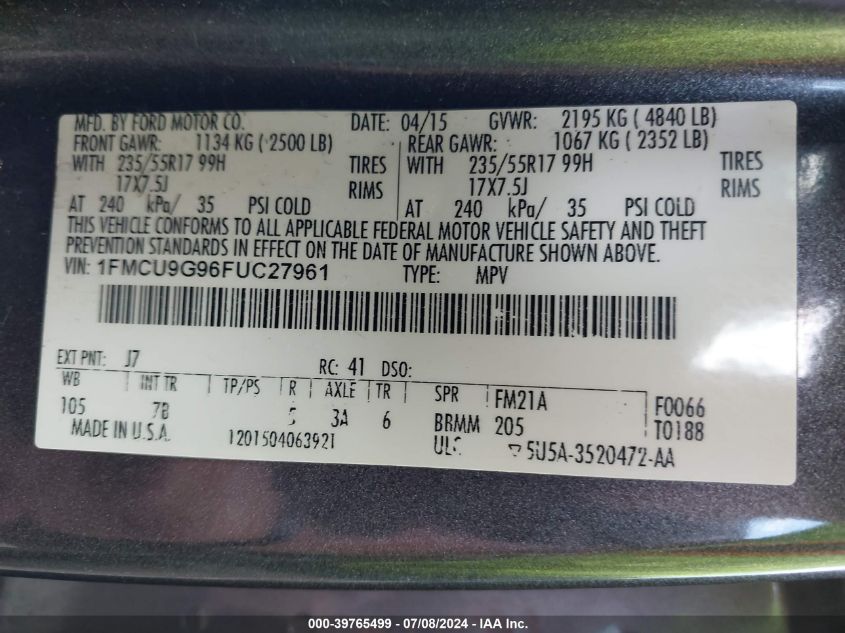 MFD. BY FORD MOTOR CO. DATE: 04/15 GVWR: 2195 KG ( 4840 LB)
FRONT GAWR: 1134 KG ( 2500 LB) REAR GAWR: 1067 KG ( 2352 LB)
WITH 235/55R17 99H TIRES WITH 235/55R17 99H TIRES
17X7.5J RIMS 17X7.5J RIMS
AT 240 kPa/ 35 PSI COLD AT 240 kPa/ 35 PSI COLD
THIS VEHICLE CONFORMS TO ALL APPLICABLE FEDERAL MOTOR VEHICLE SAFETY AND THEFT
PREVENTION STANDARDS IN EFFECT ON THE DATE OF MANUFACTURE SHOWN ABOVE.
VIN: 1FMCU9G96FUC27961 TYPE: MPV
EXT PNT: J7 RC: 41 DSO:
WB INT TR TP/PS R AXLE TR SPR FM21A F0066
105 7B 3A 6 BRMM 205 T0188
MADE IN U.S.A. 1201504063921 5U5A-3520472-AA
000-39765499 - 07/08/2024 - IAAI.COM